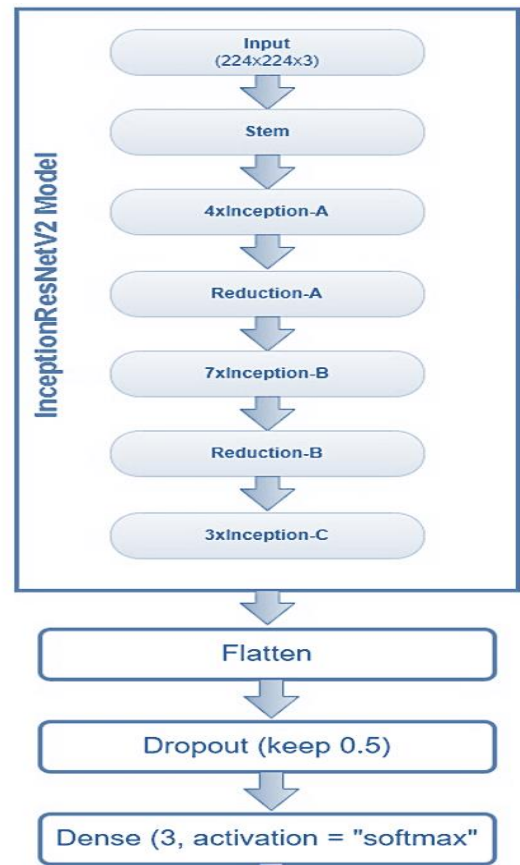 InceptionResNetV2 Model
Input
(224x224x3)
Stem
4xInception-A
Reduction-A
7xInception-B
Reduction-B
3xInception-C
Flatten
Dropout (keep 0.5)
Dense (3, activation = "softmax"